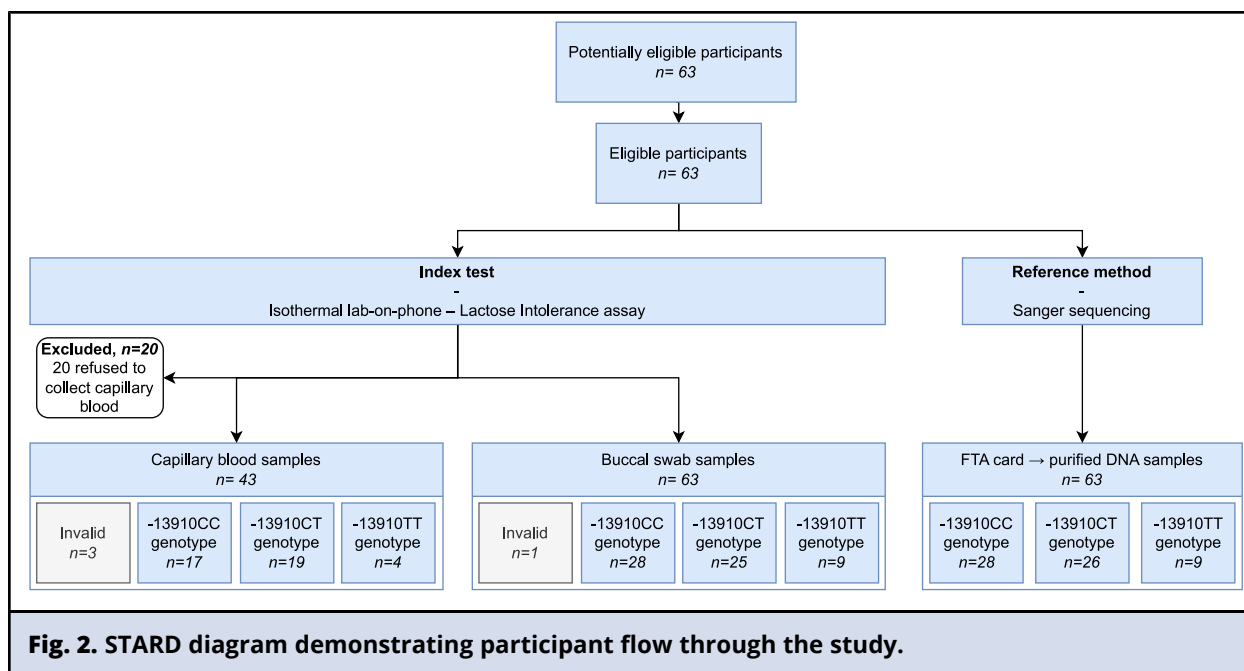 Potentially eligible participants
n= 63
Eligible participants
n= 63
Index test
-
Isothermal lab-on-phone – Lactose Intolerance assay
Reference method
-
Sanger sequencing
Excluded, n=20
20 refused to
collect capillary
blood
Capillary blood samples
n= 43
Invalid
n=3
-13910CC
genotype
n=17
-13910CT
genotype
n=19
-13910TT
genotype
n=4
Buccal swab samples
n= 63
Invalid
n=1
-13910CC
genotype
n=28
-13910CT
genotype
n=25
-13910TT
genotype
n=9
FTA card → purified DNA samples
n= 63
-13910CC
genotype
n=28
-13910CT
genotype
n=26
-13910TT
genotype
n=9
Fig. 2. STARD diagram demonstrating participant flow through the study.